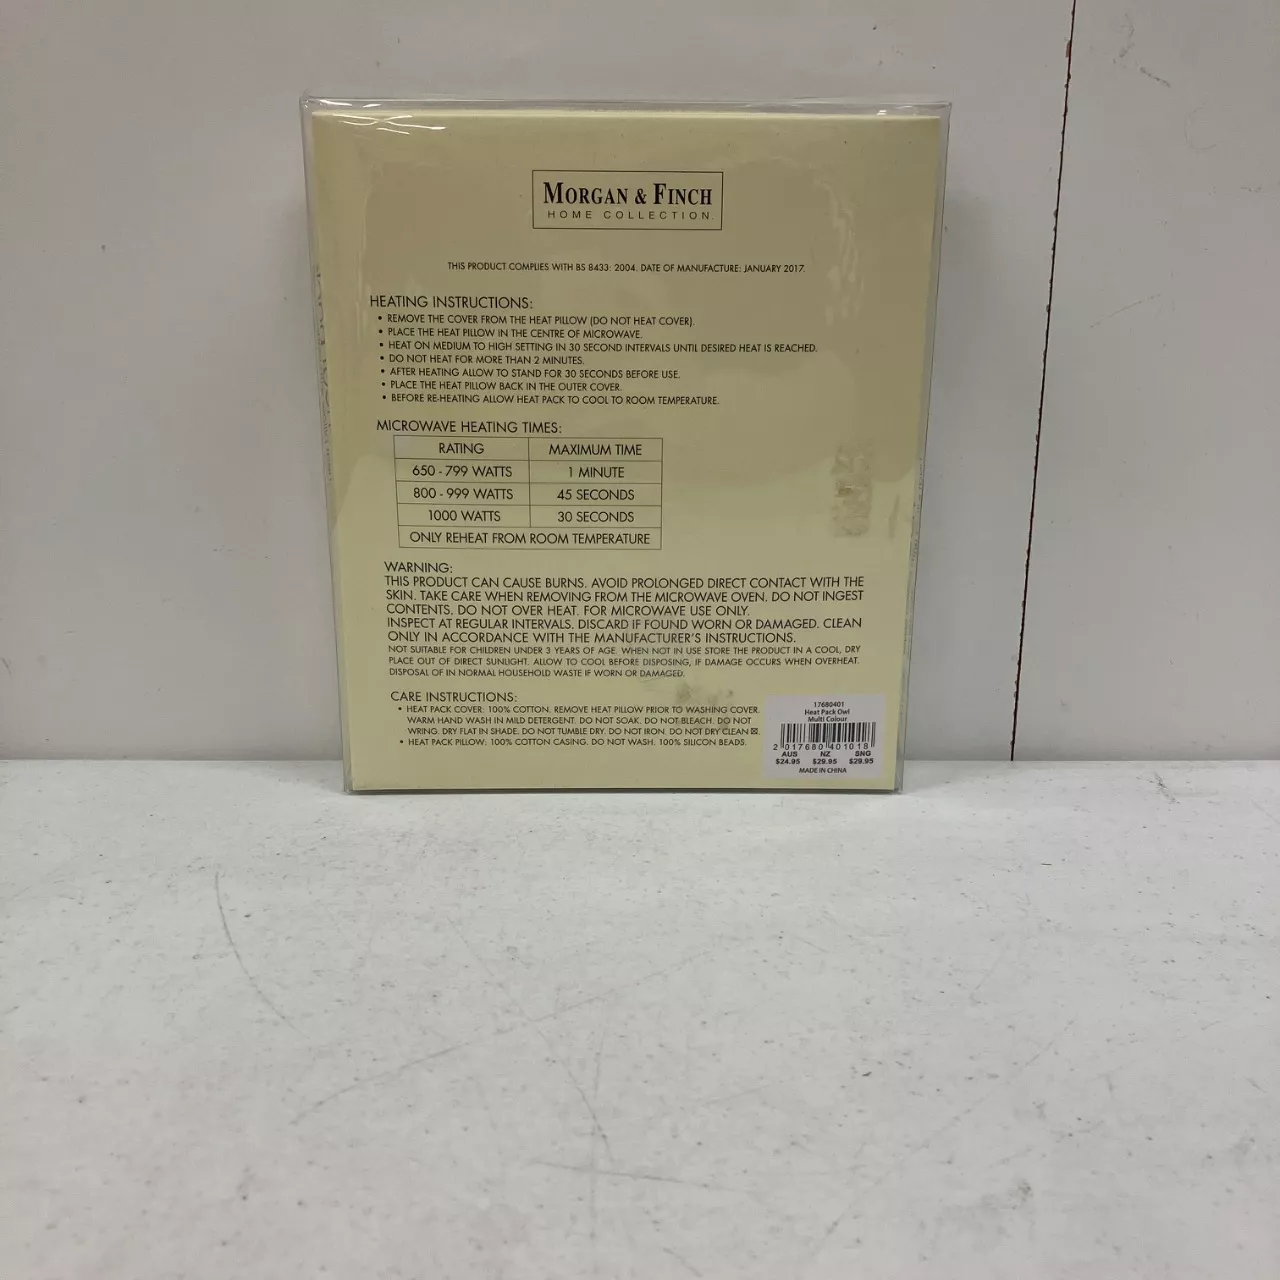 MORGAN & FINCH
HOME COLLECTION
THIS PRODUCT COMPLIES WITH BS 8433: 2004. DATE OF MANUFACTURE: JANUARY 2017.
HEATING INSTRUCTIONS:
• REMOVE THE COVER FROM THE HEAT PILLOW (DO NOT HEAT COVER).
• PLACE THE HEAT PILLOW IN THE CENTRE OF MICROWAVE.
• HEAT ON MEDIUM TO HIGH SETTING IN 30 SECOND INTERVALS UNTIL DESIRED HEAT IS REACHED.
• DO NOT HEAT FOR MORE THAN 2 MINUTES.
• AFTER HEATING ALLOW TO STAND FOR 30 SECONDS BEFORE USE.
• PLACE THE HEAT PILLOW BACK IN THE OUTER COVER.
• BEFORE RE-HEATING ALLOW HEAT PACK TO COOL TO ROOM TEMPERATURE.
MICROWAVE HEATING TIMES:
RATING MAXIMUM TIME
650 - 799 WATTS 1 MINUTE
800 - 999 WATTS 45 SECONDS
1000 WATTS 30 SECONDS
ONLY REHEAT FROM ROOM TEMPERATURE
WARNING:
THIS PRODUCT CAN CAUSE BURNS. AVOID PROLONGED DIRECT CONTACT WITH THE
SKIN. TAKE CARE WHEN REMOVING FROM THE MICROWAVE OVEN. DO NOT INGEST
CONTENTS. DO NOT OVER HEAT. FOR MICROWAVE USE ONLY.
INSPECT AT REGULAR INTERVALS. DISCARD IF FOUND WORN OR DAMAGED. CLEAN
ONLY IN ACCORDANCE WITH THE MANUFACTURER'S INSTRUCTIONS.
NOT SUITABLE FOR CHILDREN UNDER 3 YEARS OF AGE. WHEN NOT IN USE STORE THE PRODUCT IN A COOL, DRY
PLACE OUT OF DIRECT SUNLIGHT. ALLOW TO COOL BEFORE DISPOSING, IF DAMAGE OCCURS WHEN OVERHEAT.
DISPOSAL OF IN NORMAL HOUSEHOLD WASTE IF WORN OR DAMAGED.
CARE INSTRUCTIONS:
• HEAT PACK COVER: 100% COTTON. REMOVE HEAT PILLOW PRIOR TO WASHING COVER.
WARM HAND WASH IN MILD DETERGENT. DO NOT SOAK. DO NOT BLEACH. DO NOT
WRING. DRY FLAT IN SHADE. DO NOT TUMBLE DRY. DO NOT IRON. DO NOT DRY CLEAN ☒.
• HEAT PACK PILLOW: 100% COTTON CASING. DO NOT WASH. 100% SILICON BEADS.
17680401
Heat Pack Owl
Multi Colour
2 017680 401018
AUS NZ SNG
$24.95 $29.95 $29.95
MADE IN CHINA